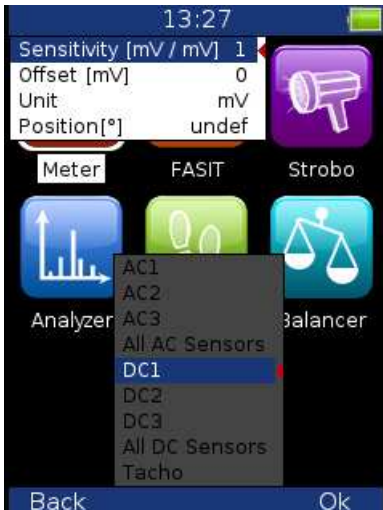 13:27
Sensitivity [mV / mV] 1
Offset [mV] 0
Unit mV
Position[°] undef
Meter FASIT Strobo
Analyzer Balancer
AC1
AC2
AC3
All AC Sensors
DC1
DC2
DC3
All DC Sensors
Tacho
Back Ok